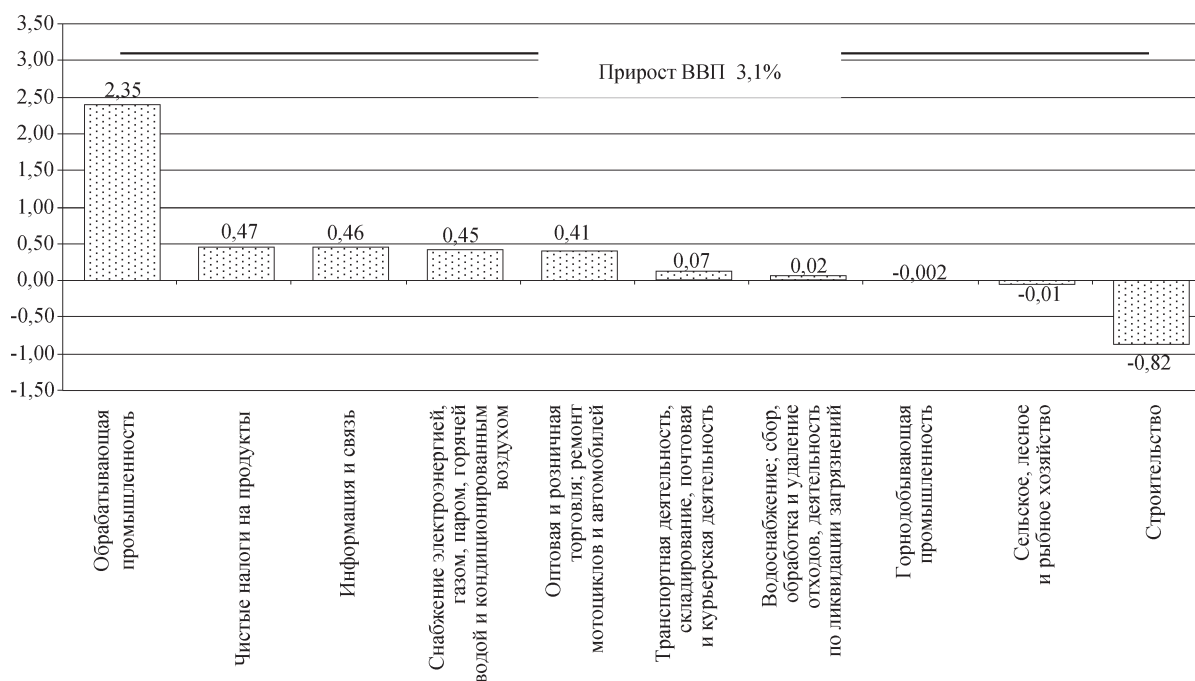 3,50
3,00
2,50
2,00
1,50
1,00
0,50
0,00
-0,50
-1,00
-1,50
Прирост ВВП 3,1%
2,35
0,47
0,46
0,45
0,41
0,07
0,02
-0,002
-0,01
-0,82
Обрабатывающая
промышленность
Чистые налоги на продукты
Информация и связь
Снабжение электроэнергией,
газом, паром, горячей
водой и кондиционированным
воздухом
Оптовая и розничная
торговля; ремонт
мотоциклов и автомобилей
Транспортная деятельность,
складирование, почтовая
и курьерская деятельность
Водоснабжение; сбор,
обработка и удаление
отходов, деятельность
по ликвидации загрязнений
Горнодобывающая
промышленность
Сельское, лесное
и рыбное хозяйство
Строительство